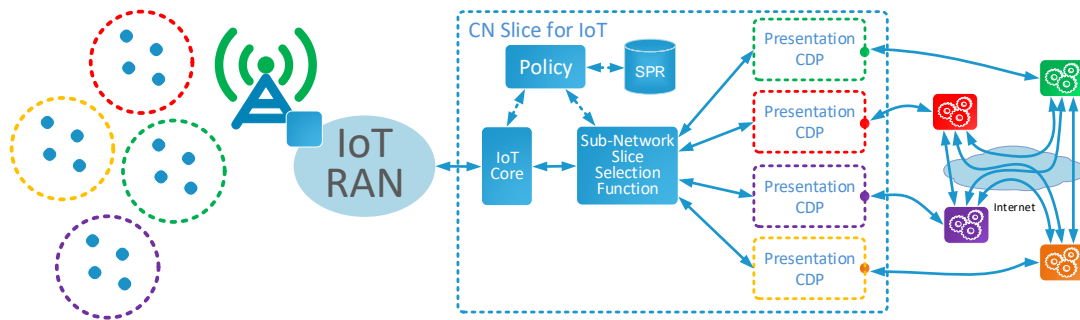 CN Slice for IoT
Policy
SPR
IoT
RAN
IoT
Core
Sub-Network
Slice
Selection
Function
Presentation
CDP
Presentation
CDP
Presentation
CDP
Presentation
CDP
Internet